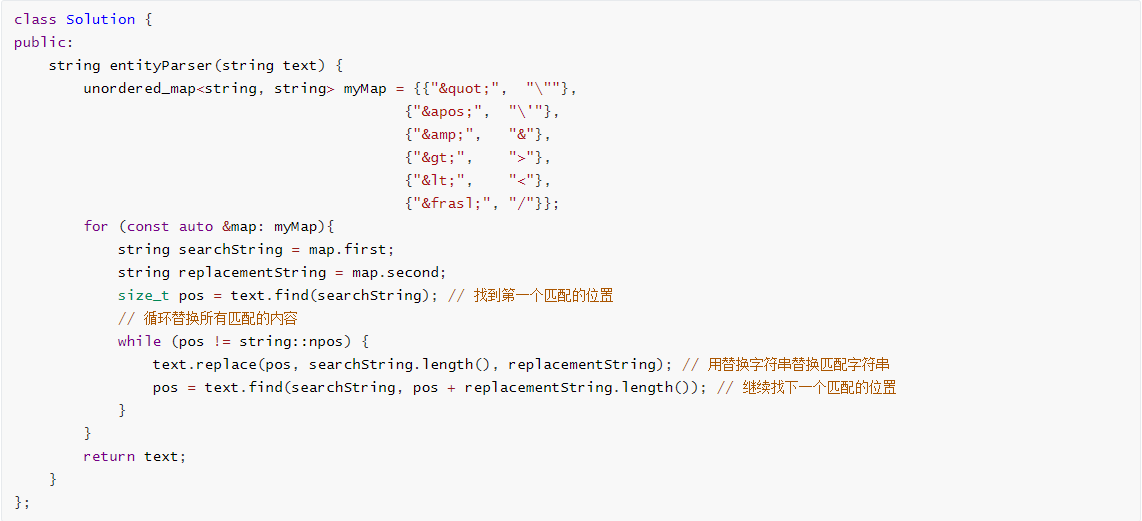 class Solution {
public:
    string entityParser(string text) {
        unordered_map<string, string> myMap = {{"&quot;",  "\""},
                                              {"&apos;",  "\'"},
                                              {"&amp;",   "&"},
                                              {"&gt;",    ">"},
                                              {"&lt;",    "<"},
                                              {"&frasl;", "/"}};
        for (const auto &map: myMap){
            string searchString = map.first;
            string replacementString = map.second;
            size_t pos = text.find(searchString); // 找到第一个匹配的位置
            // 循环替换所有匹配的内容
            while (pos != string::npos) {
                text.replace(pos, searchString.length(), replacementString); // 用替换字符串替换匹配字符串
                pos = text.find(searchString, pos + replacementString.length()); // 继续找下一个匹配的位置
            }
        }
        return text;
    }
};